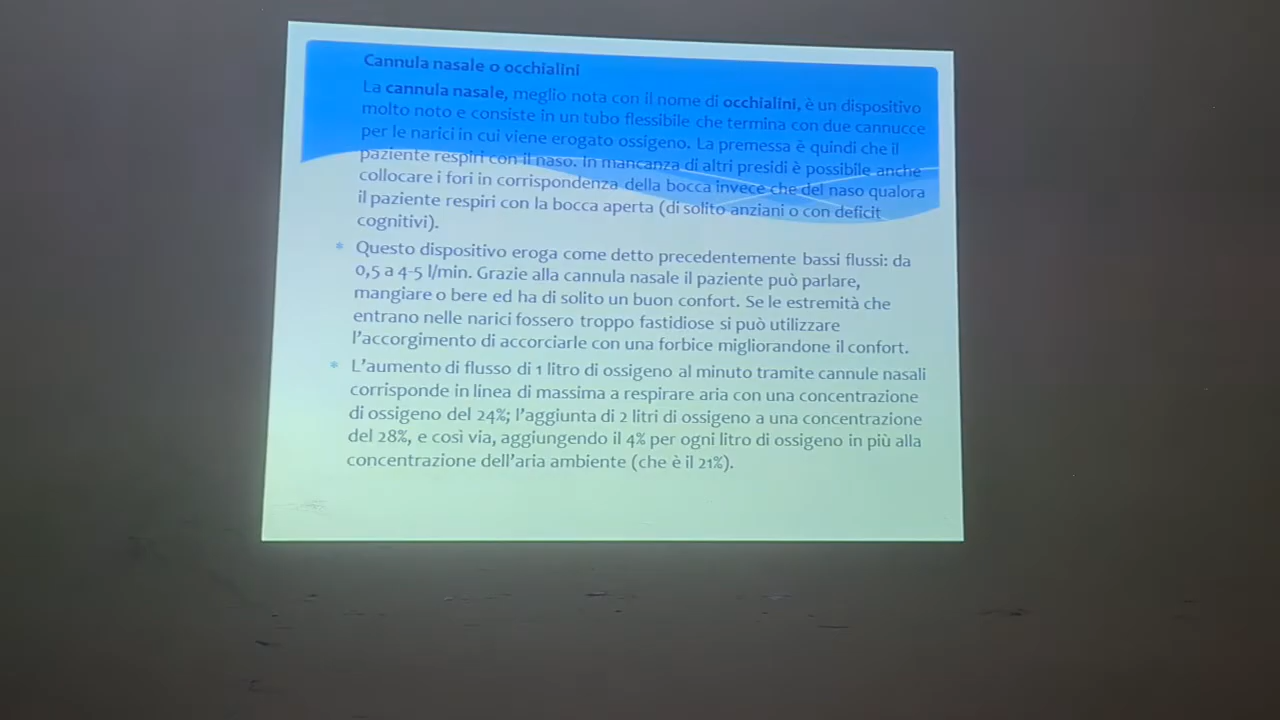 Cannula nasale o occhialini
La cannula nasale, meglio nota con il nome di occhialini, è un dispositivo
molto noto e consiste in un tubo flessibile che termina con due cannucce
per le narici in cui viene erogato ossigeno. La premessa è quindi che il
paziente respiri con il naso. In mancanza di altri presidi è possibile anche
collocare i fori in corrispondenza della bocca invece che del naso qualora
il paziente respiri con la bocca aperta (di solito anziani o con deficit
cognitivi).
* Questo dispositivo eroga come detto precedentemente bassi flussi: da
0,5 a 4-5 l/min. Grazie alla cannula nasale il paziente può parlare,
mangiare o bere ed ha di solito un buon confort. Se le estremità che
entrano nelle narici fossero troppo fastidiose si può utilizzare
l'accorgimento di accorciarle con una forbice migliorandone il confort.
* L'aumento di flusso di 1 litro di ossigeno al minuto tramite cannule nasali
corrisponde in linea di massima a respirare aria con una concentrazione
di ossigeno del 24%; l'aggiunta di 2 litri di ossigeno a una concentrazione
del 28%, e così via, aggiungendo il 4% per ogni litro di ossigeno in più alla
concentrazione dell'aria ambiente (che è il 21%).